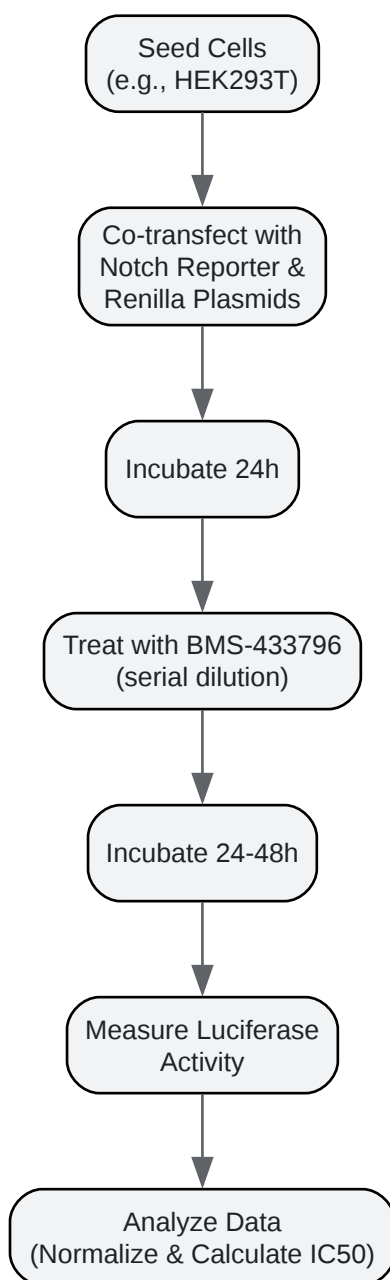 Seed Cells
(e.g., HEK293T)
Co-transfect with
Notch Reporter &
Renilla Plasmids
Incubate 24h
Treat with BMS-433796
(serial dilution)
Incubate 24-48h
Measure Luciferase
Activity
Analyze Data
(Normalize & Calculate IC50)